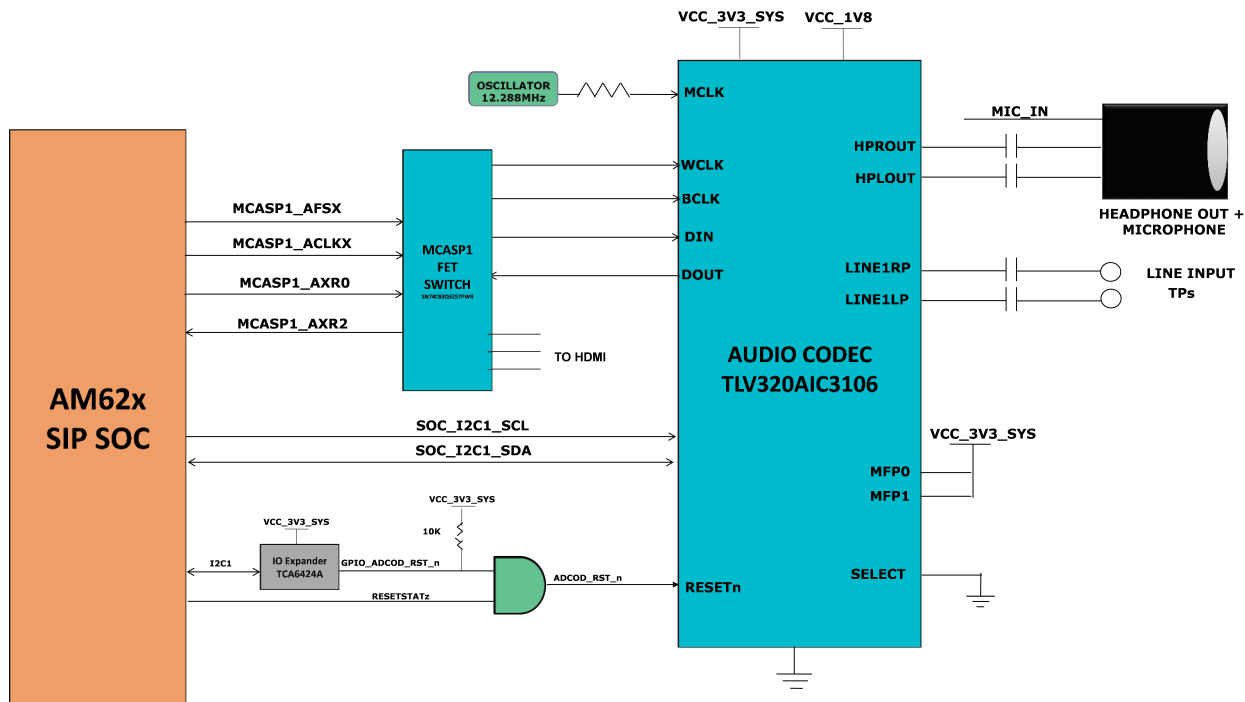 VCC_3V3_SYS
VCC_1V8
OSCILLATOR
12.288MHz
MCLK
MIC_IN
HPROUT
HPLOUT
HEADPHONE OUT +
MICROPHONE
WCLK
BCLK
DIN
DOUT
MCASP1_AFSX
MCASP1_ACLKX
MCASP1_AXR0
MCASP1_AXR2
MCASP1
FET
SWITCH
SN74CB3Q3257PWR
TO HDMI
LINE1RP
LINE1LP
LINE INPUT
TPs
AUDIO CODEC
TLV320AIC3106
AM62x
SIP SOC
SOC_I2C1_SCL
SOC_I2C1_SDA
VCC_3V3_SYS
MFP0
MFP1
VCC_3V3_SYS
10K
VCC_3V3_SYS
I2C1
IO Expander
TCA6424A
GPIO_ADCOD_RST_n
RESETSTATz
ADCOD_RST_n
RESETn
SELECT